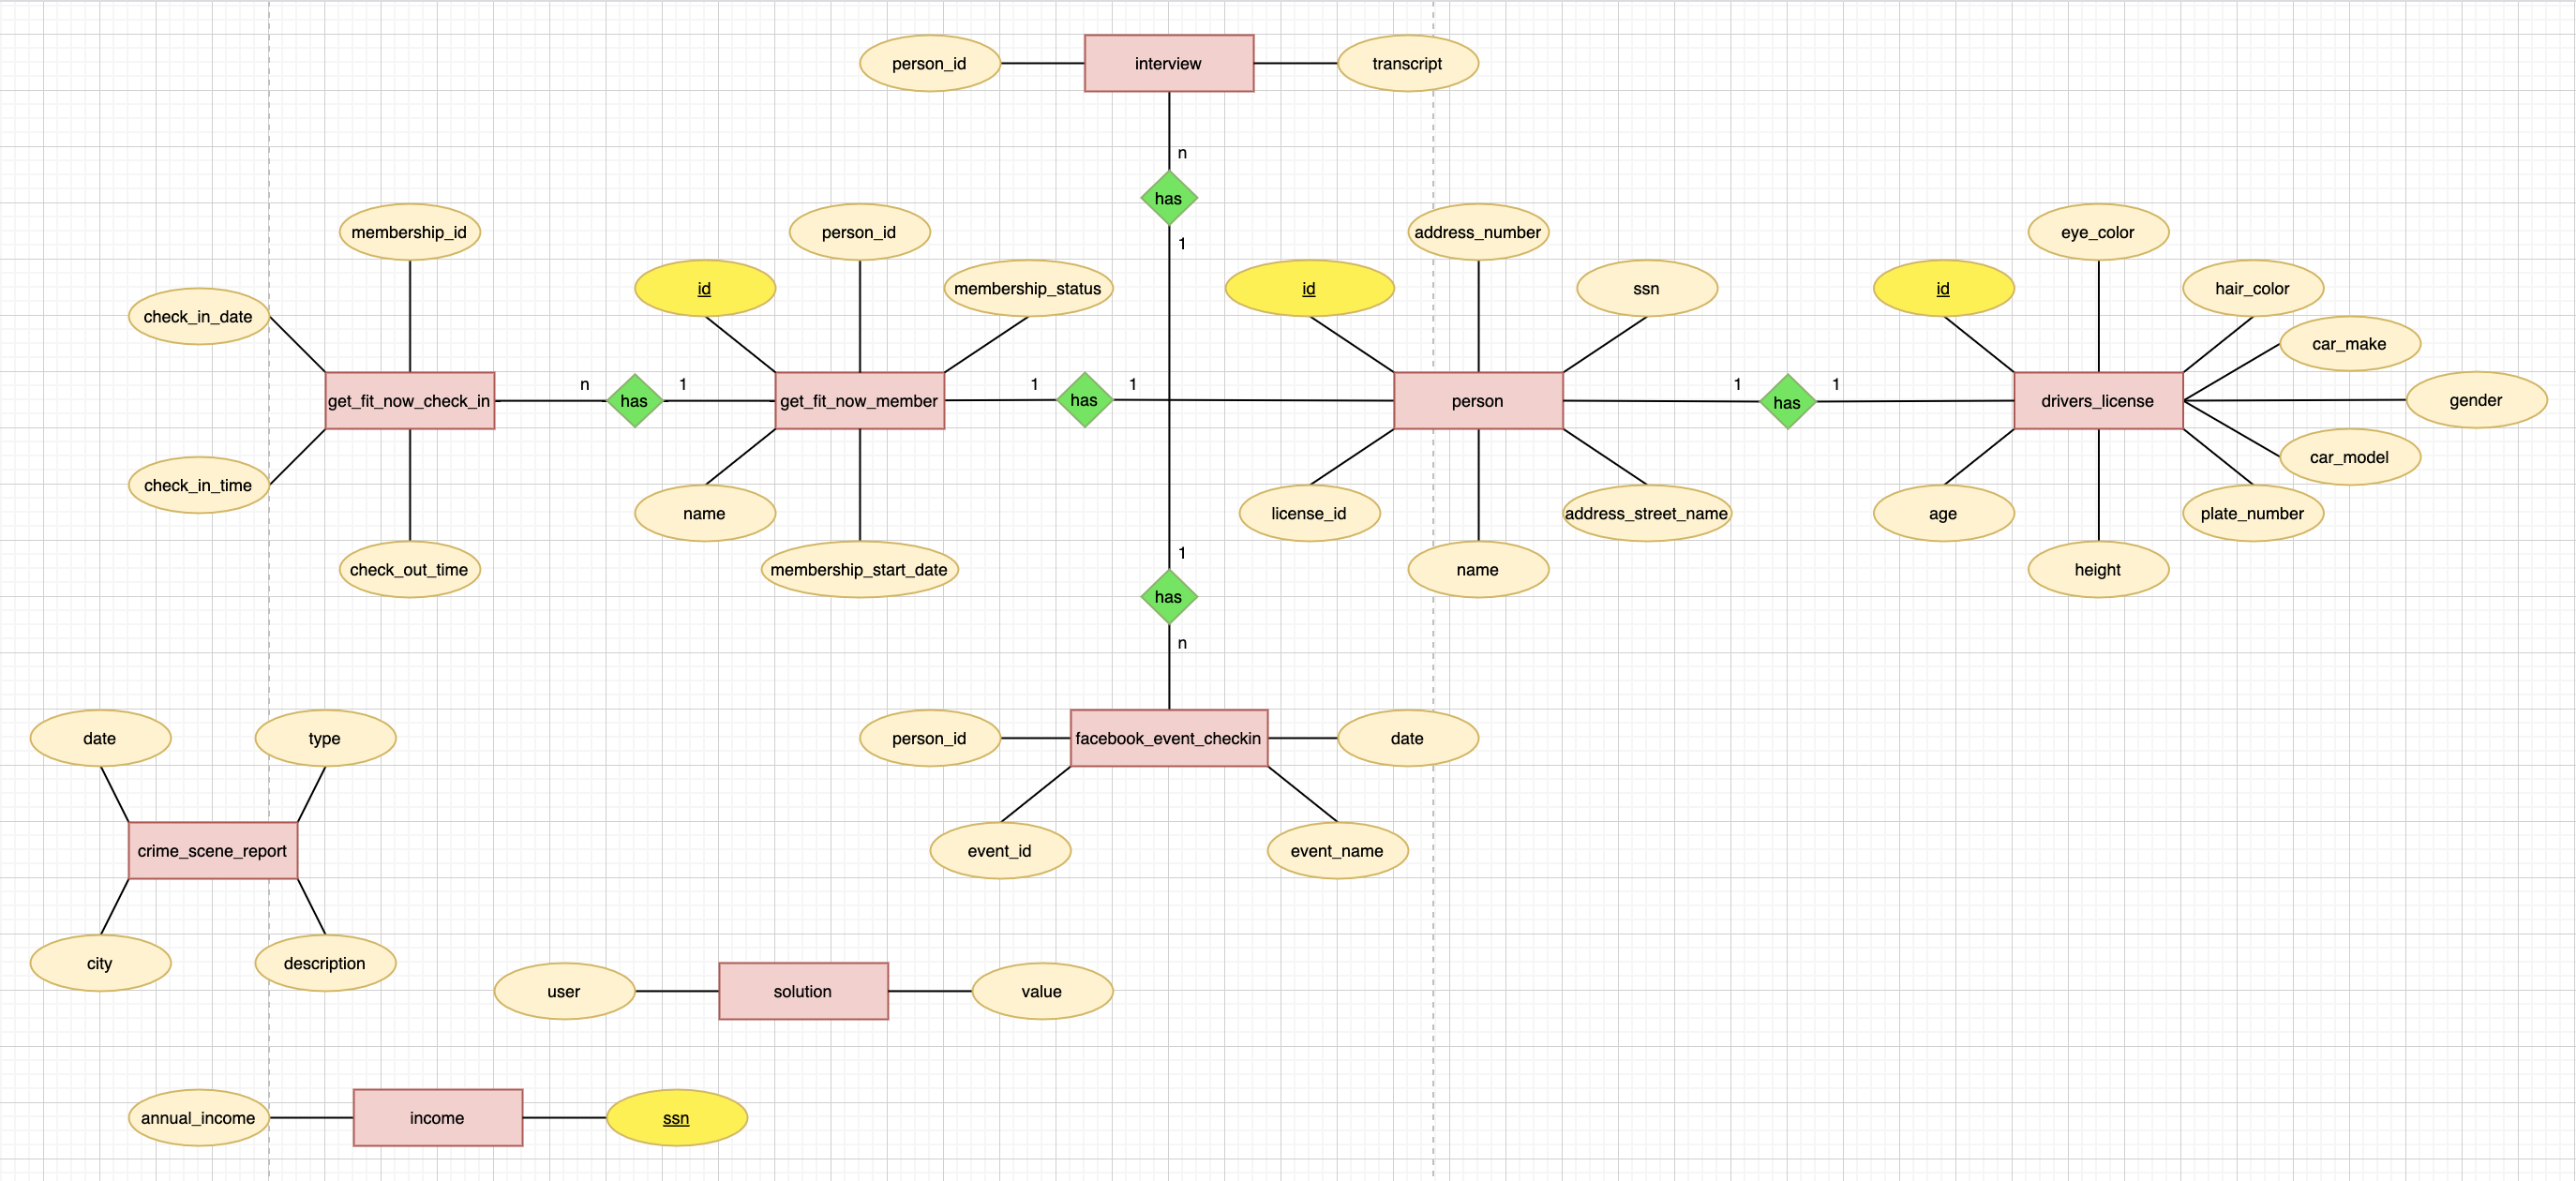 person_id
interview
transcript
n
has
1
membership_id
person_id
address_number
eye_color
id
membership_status
id
ssn
id
hair_color
check_in_date
car_make
n
1
1
1
1
1
get_fit_now_check_in
has
get_fit_now_member
has
person
has
drivers_license
gender
car_model
check_in_time
name
license_id
address_street_name
age
plate_number
1
check_out_time
membership_start_date
name
height
has
n
date
type
person_id
facebook_event_checkin
date
crime_scene_report
event_id
event_name
city
description
user
solution
value
annual_income
income
ssn